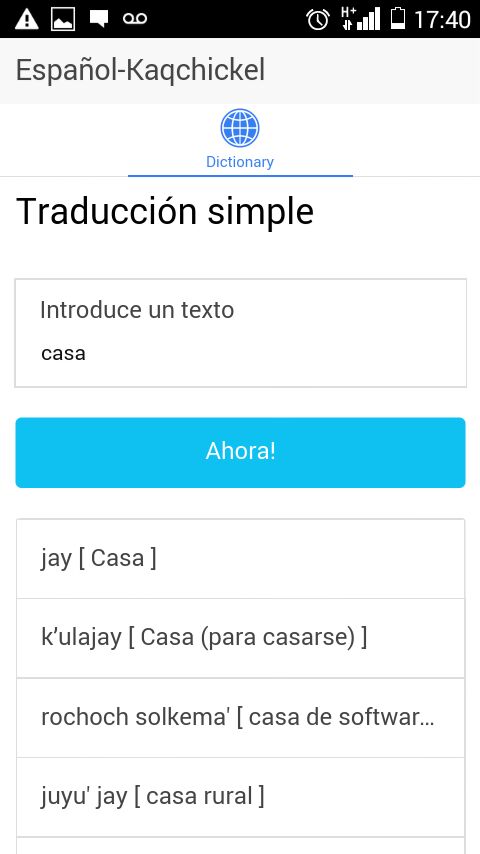 H+ 17:40
Español-Kaqchickel
Dictionary
Traducción simple
Introduce un texto
casa
Ahora!
jay [ Casa ]
k’ulajay [ Casa (para casarse) ]
rochoch solkema' [ casa de softwar...
juyu' jay [ casa rural ]